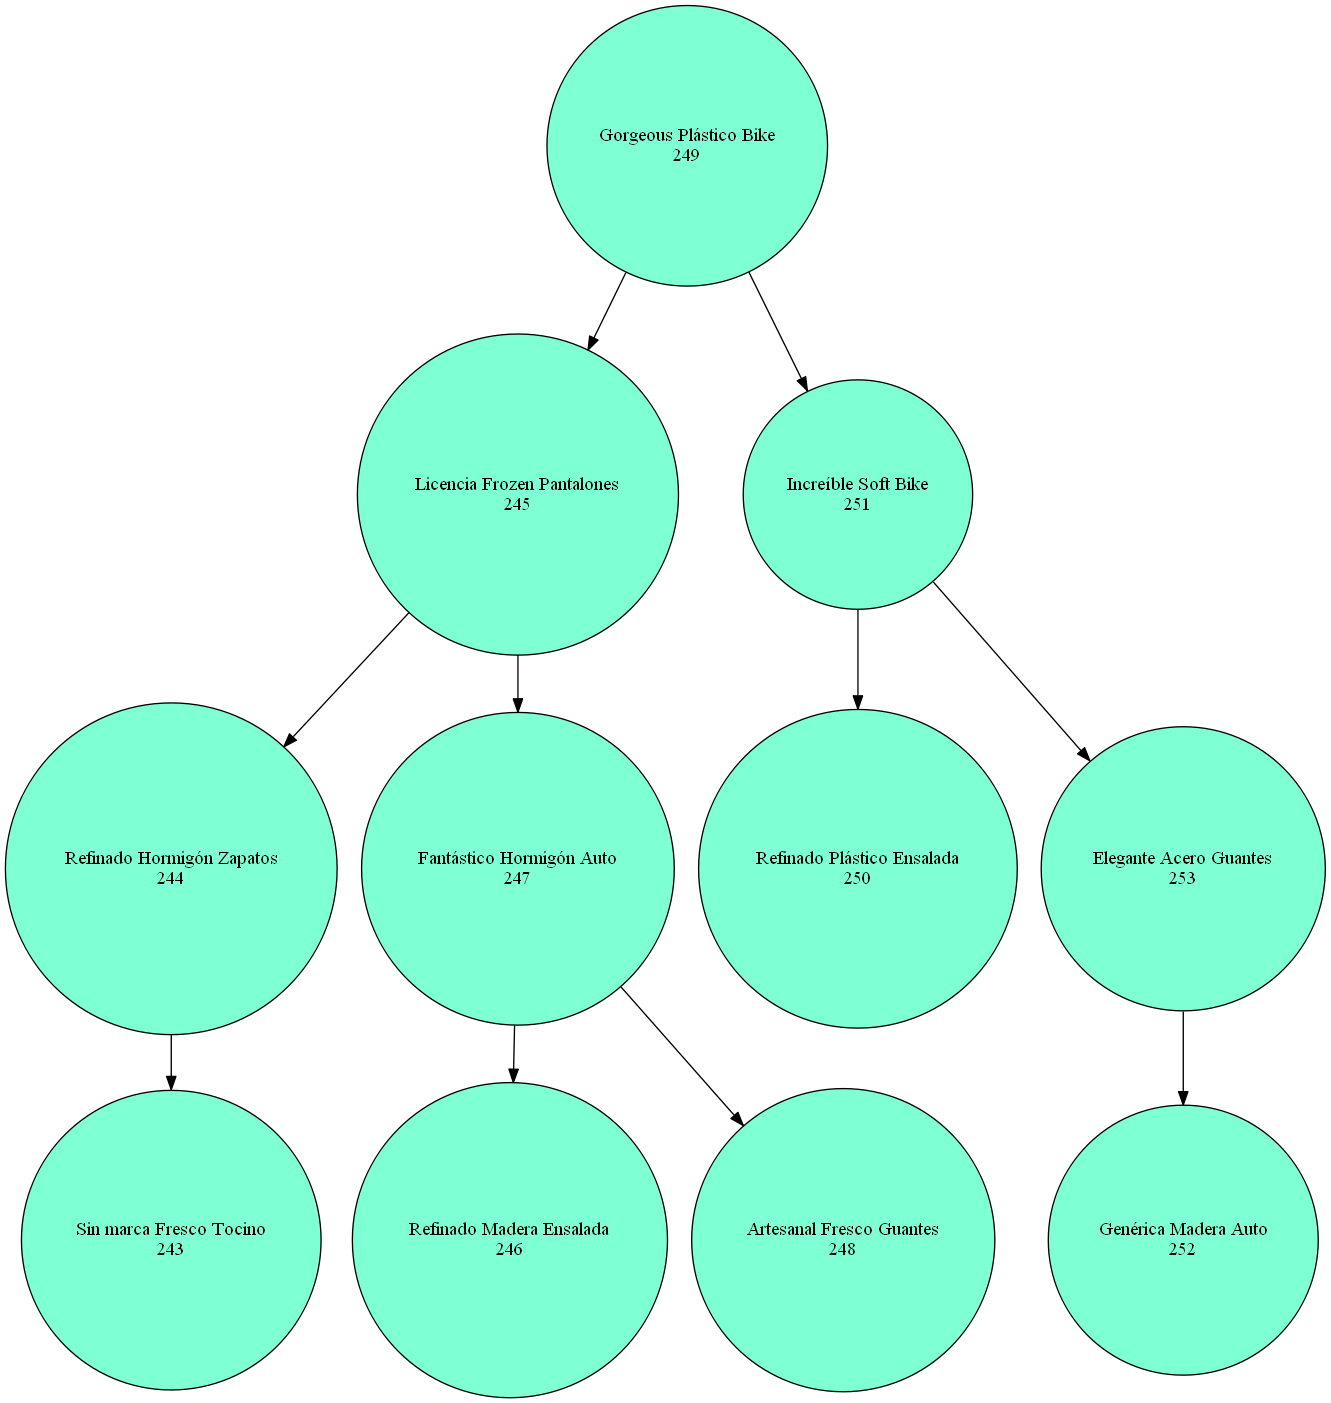 Gorgeous Plástico Bike
249
Licencia Frozen Pantalones
245
Increíble Soft Bike
251
Refinado Hormigón Zapatos
244
Fantástico Hormigón Auto
247
Refinado Plástico Ensalada
250
Elegante Acero Guantes
253
Sin marca Fresco Tocino
243
Refinado Madera Ensalada
246
Artesanal Fresco Guantes
248
Genérica Madera Auto
252